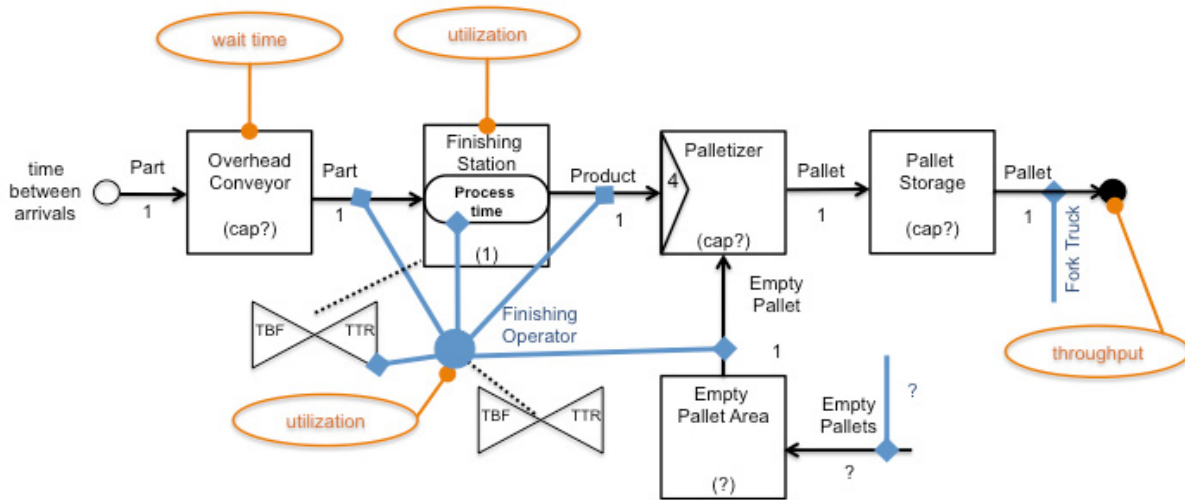 wait time
utilization
time
between
arrivals
Part
1
Overhead
Conveyor
(cap?)
Part
1
Finishing
Station
Process
time
(1)
Product
1
4
Palletizer
(cap?)
Pallet
1
Pallet
Storage
(cap?)
Pallet
1
Fork Truck
throughput
Empty
Pallet
1
TBF
TTR
Finishing
Operator
utilization
TBF
TTR
Empty
Pallet Area
(?)
Empty
Pallets
?
?